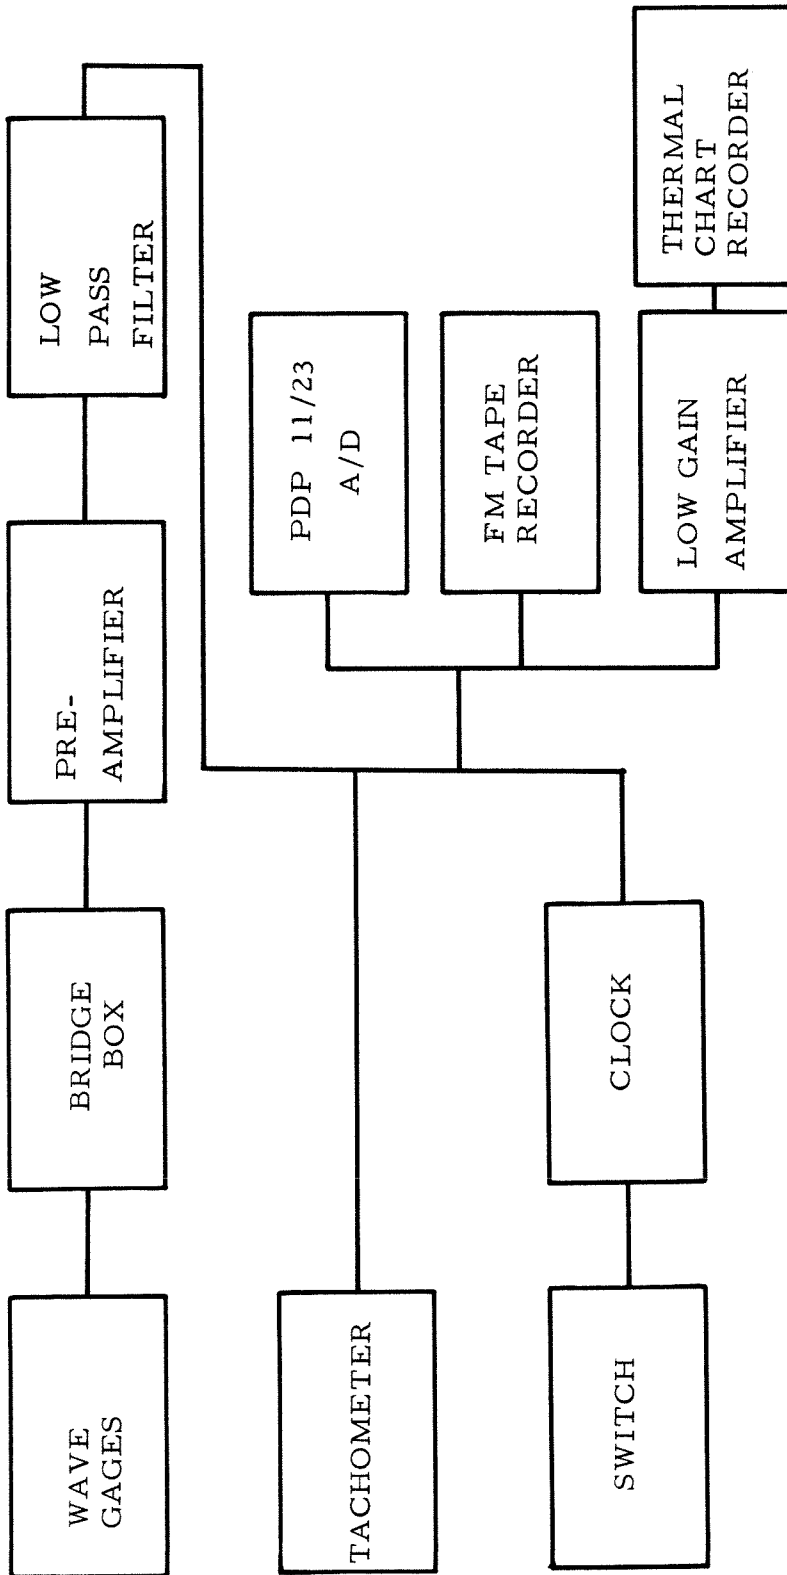 WAVE
GAGES
BRIDGE
BOX
PRE-
AMPLIFIER
LOW
PASS
FILTER
TACHOMETER
PDP 11/23
A/D
FM TAPE
RECORDER
SWITCH
CLOCK
LOW GAIN
AMPLIFIER
THERMAL
CHART
RECORDER